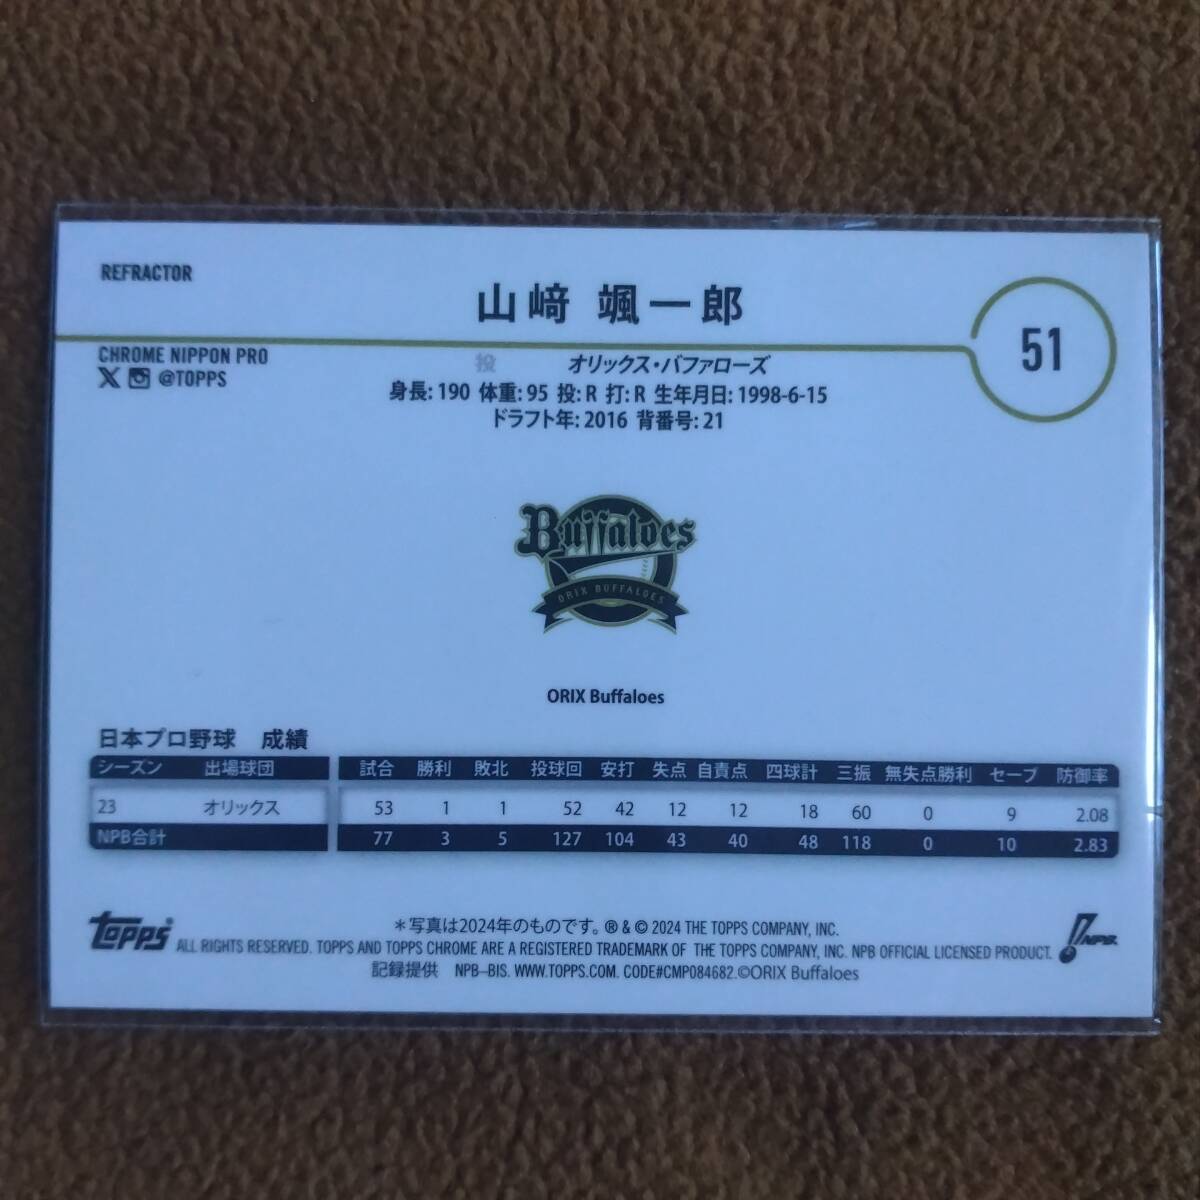 REFRACTOR
山﨑 颯一郎
51
CHROME NIPPON PRO
@TOPPS
投 オリックス・バファローズ
身長: 190 体重: 95 投: R 打: R 生年月日: 1998-6-15
ドラフト年: 2016 背番号: 21
Buffaloes
ORIX BUFFALOES
ORIX Buffaloes
日本プロ野球 成績
シーズン 出場球団 試合 勝利 敗北 投球回 安打 失点 自責点 四球計 三振 無失点勝利 セーブ 防御率
23 オリックス 53 1 1 52 42 12 12 18 60 0 9 2.08
NPB合計 77 3 5 127 104 43 40 48 118 0 10 2.83
topps
＊写真は2024年のものです。® & © 2024 THE TOPPS COMPANY, INC.
ALL RIGHTS RESERVED. TOPPS AND TOPPS CHROME ARE A REGISTERED TRADEMARK OF THE TOPPS COMPANY, INC. NPB OFFICIAL LICENSED PRODUCT.
記録提供 NPB-BIS. WWW.TOPPS.COM. CODE#CMP084682.©ORIX Buffaloes
NPB